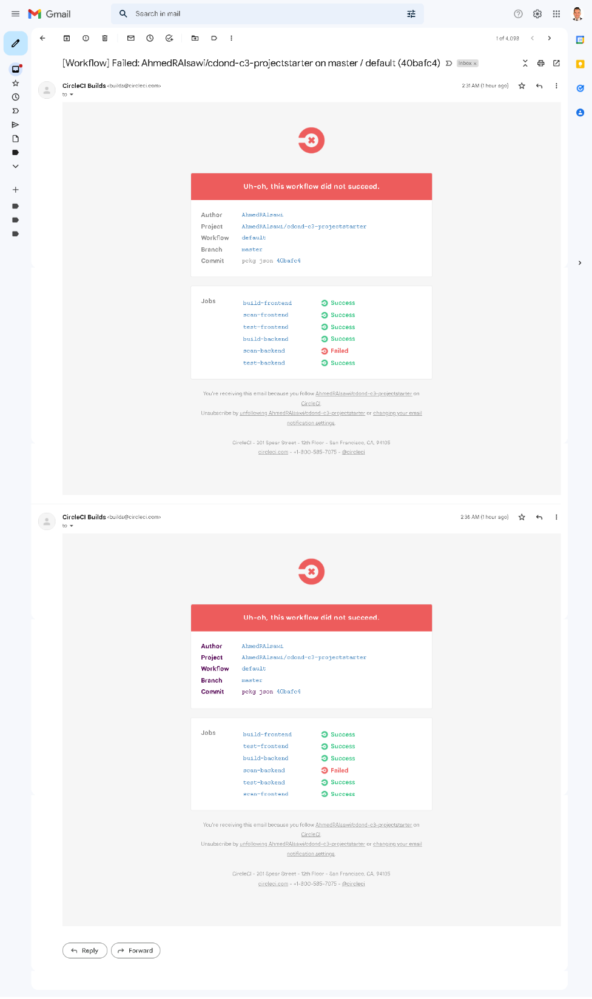 Gmail
Search in mail
1 of 4,098
[Workflow] Failed: AhmedRAlsawi/cdond-c3-projectstarter on master / default (40bafc4)
Inbox ×
CircleCI Builds <builds@circleci.com>
2:31 AM (1 hour ago)
to
Uh-oh, this workflow did not succeed.
Author AhmedRAlsawi
Project AhmedRAlsawi/cdond-c3-projectstarter
Workflow default
Branch master
Commit pckg json 40bafc4
Jobs build-frontend Success
scan-frontend Success
test-frontend Success
build-backend Success
scan-backend Failed
test-backend Success
You're receiving this email because you follow AhmedRAlsawi/cdond-c3-projectstarter on
CircleCI.
Unsubscribe by unfollowing AhmedRAlsawi/cdond-c3-projectstarter or changing your email
notification settings.
CircleCI - 201 Spear Street - 12th Floor - San Francisco, CA, 94105
circleci.com - +1-800-585-7075 - @circleci
CircleCI Builds <builds@circleci.com>
2:36 AM (1 hour ago)
to
Uh-oh, this workflow did not succeed.
Author AhmedRAlsawi
Project AhmedRAlsawi/cdond-c3-projectstarter
Workflow default
Branch master
Commit pckg json 40bafc4
Jobs build-frontend Success
test-frontend Success
build-backend Success
scan-backend Failed
test-backend Success
scan-frontend Success
You're receiving this email because you follow AhmedRAlsawi/cdond-c3-projectstarter on
CircleCI.
Unsubscribe by unfollowing AhmedRAlsawi/cdond-c3-projectstarter or changing your email
notification settings.
CircleCI - 201 Spear Street - 12th Floor - San Francisco, CA, 94105
circleci.com - +1-800-585-7075 - @circleci
Reply
Forward